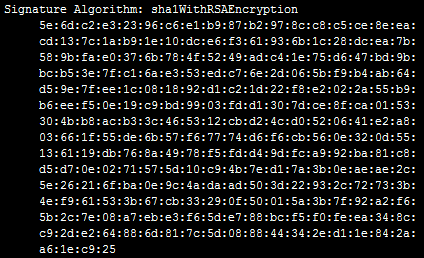 Signature Algorithm: sha1WithRSAEncryption
5e:6d:c2:e3:23:96:c6:e1:b9:87:b2:97:8c:c8:c5:ce:8e:ea:
cd:13:7c:1a:b9:1e:10:dc:e6:f3:61:93:6b:1c:28:dc:ea:7b:
58:9b:fa:e0:37:6b:78:4f:52:49:ad:c4:1e:75:d6:47:bd:9b:
bc:b5:3e:7f:c1:6a:e3:53:ed:c7:6e:2d:06:5b:f9:b4:ab:64:
d5:9e:7f:ee:1c:08:18:92:d1:c2:1d:22:f8:e2:02:2a:55:b9:
b6:ee:f5:0e:19:c9:bd:99:03:fd:d1:30:7d:ce:8f:ca:01:53:
30:4b:b8:ac:b3:3c:46:53:12:cb:d2:4c:d0:52:06:41:e2:a8:
03:66:1f:55:de:6b:57:f6:77:74:d6:f6:cb:56:0e:32:0d:55:
13:61:19:db:76:8a:49:78:f5:fd:d4:9d:fc:a9:92:ba:81:c8:
d5:d7:0e:02:71:57:5d:10:c9:4b:7e:d1:7a:3b:0e:ae:ae:2c:
5e:26:21:6f:ba:0e:9c:4a:da:ad:50:3d:22:93:2c:72:73:3b:
4e:f9:61:53:3b:67:cb:33:29:0f:50:01:5a:3b:7f:92:a2:f6:
5b:2c:7e:08:a7:eb:e3:f6:5d:e7:88:bc:f5:f0:fe:ea:34:8c:
c9:2d:e2:64:88:6d:81:7c:5d:08:88:44:34:2e:d1:1e:84:2a:
a6:1e:c9:25